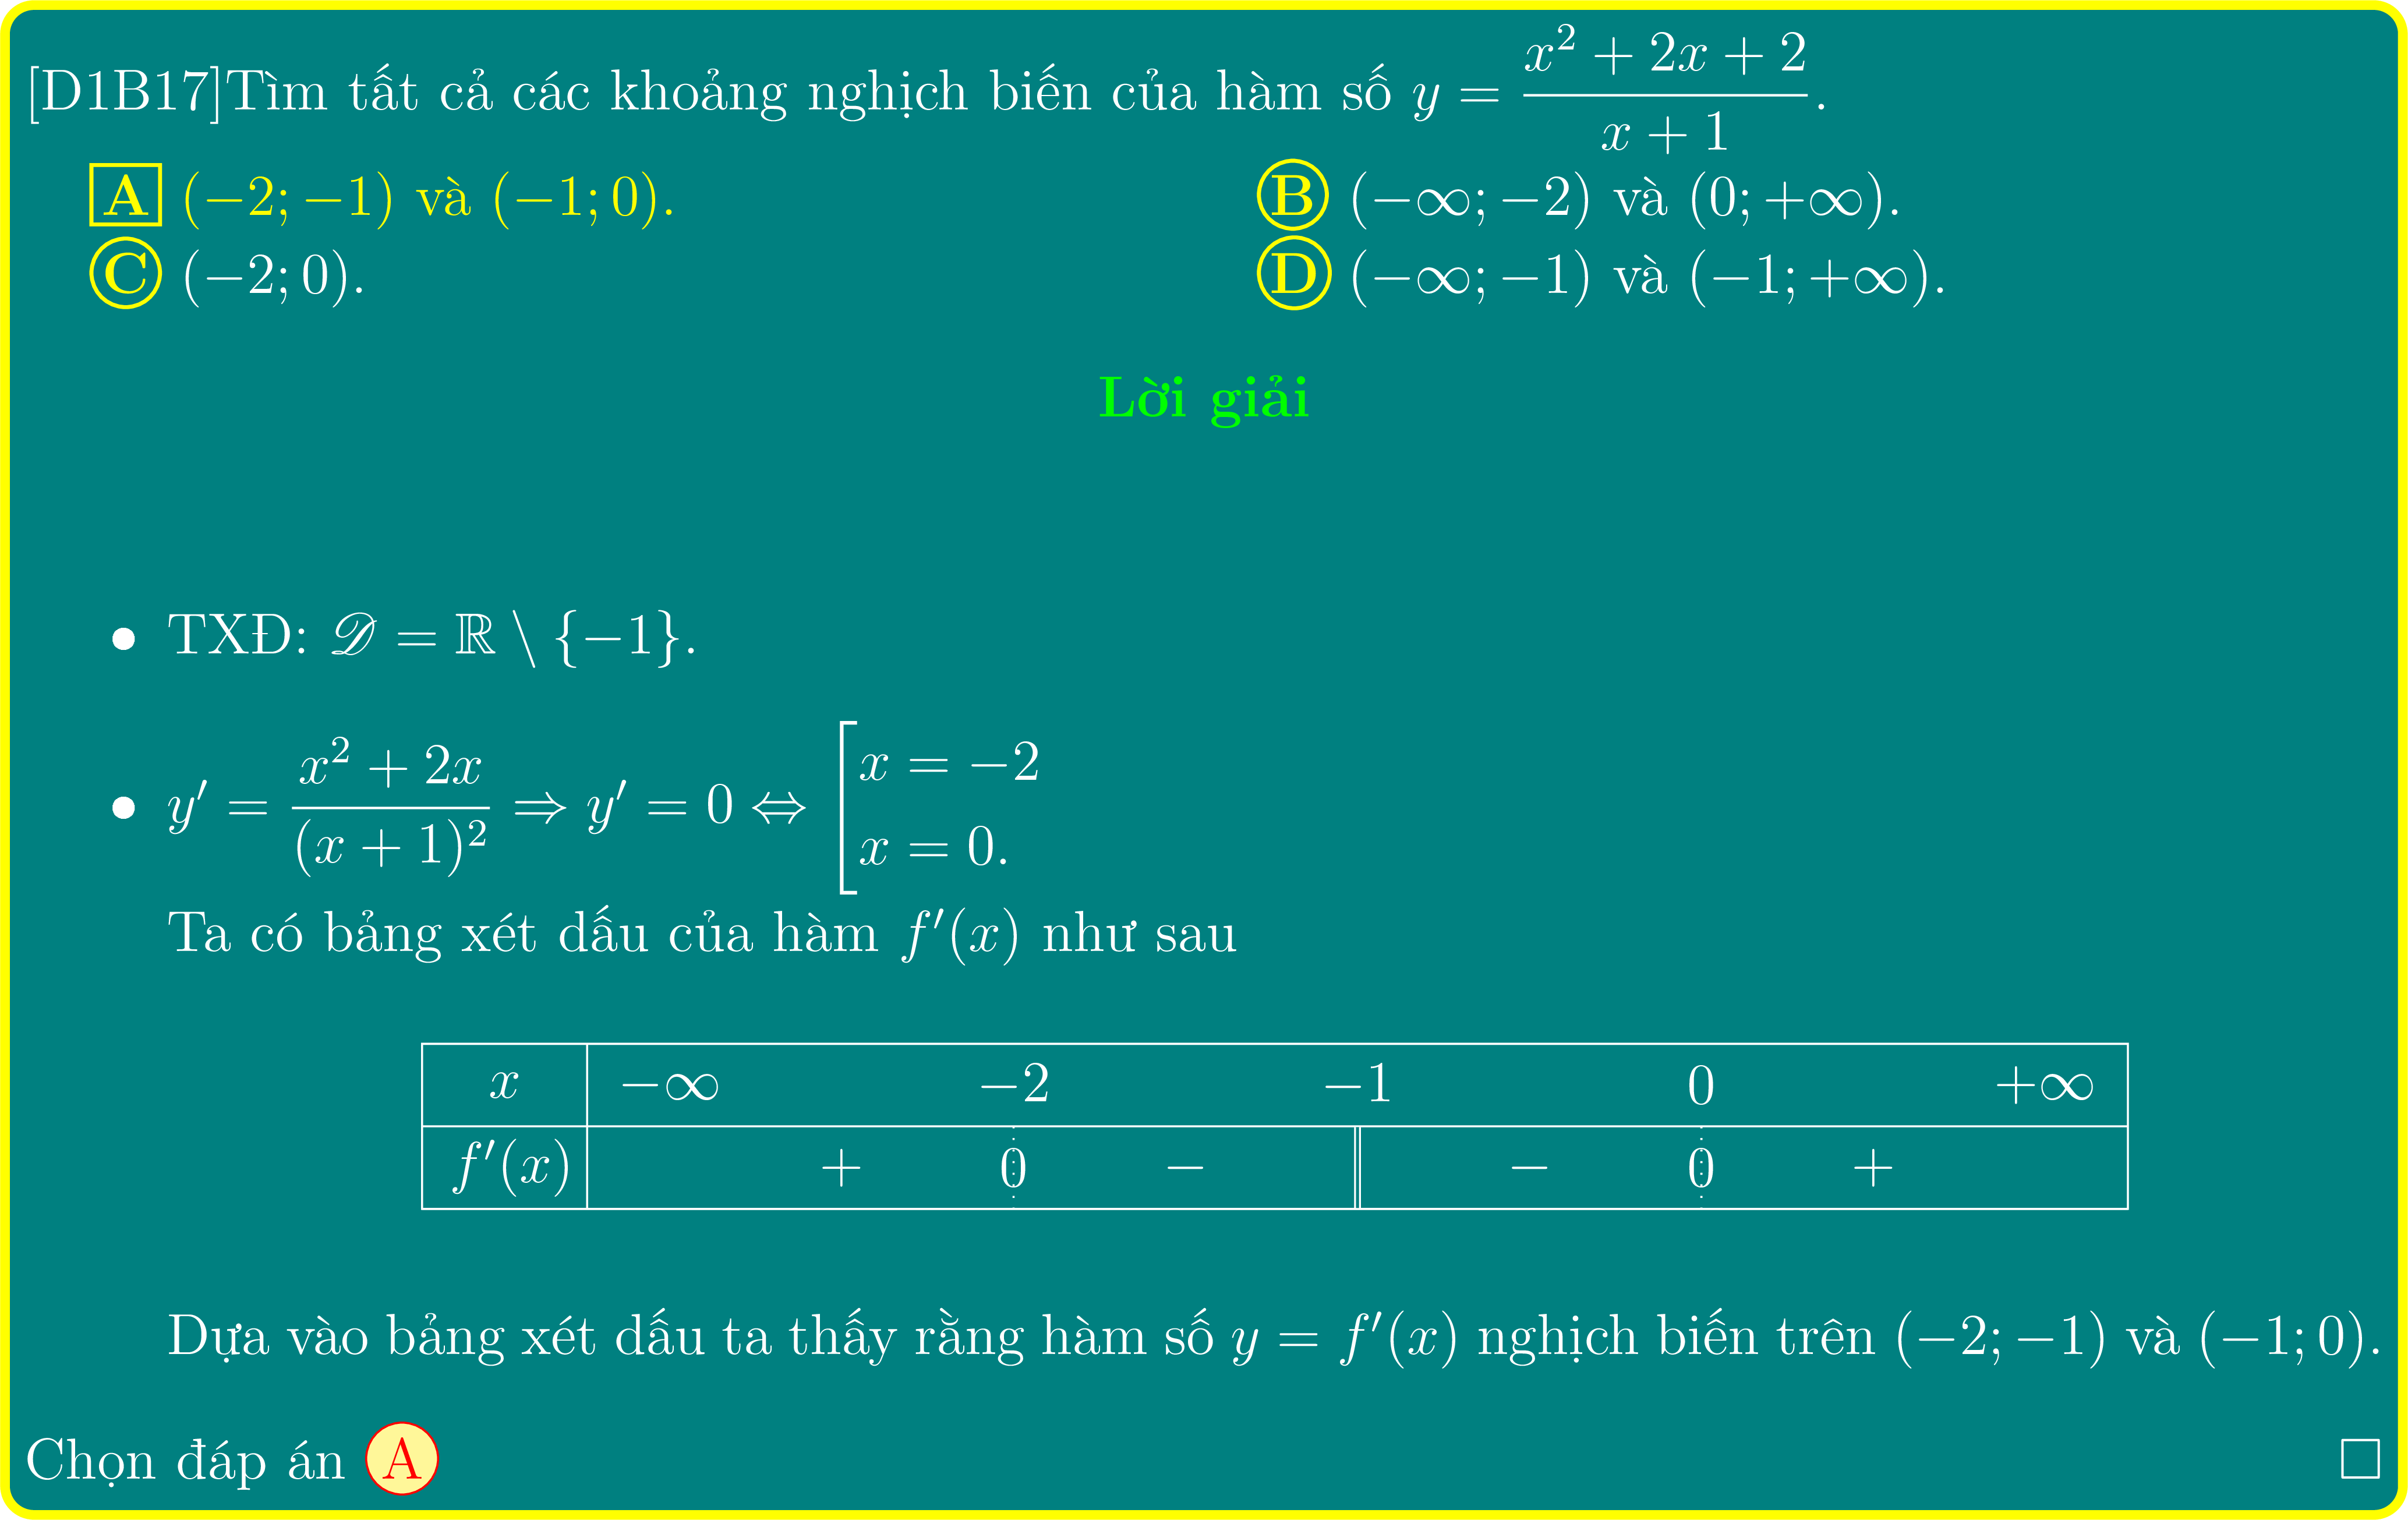 [D1B17]Tìm tất cả các khoảng nghịch biến của hàm số $y = \dfrac{x^2 + 2x + 2}{x + 1}$.
A $(-2; -1)$ và $(-1; 0)$. B $(-\infty; -2)$ và $(0; +\infty)$.
C $(-2; 0)$. D $(-\infty; -1)$ và $(-1; +\infty)$.
Lời giải
• TXĐ: $\mathscr{D} = \mathbb{R} \setminus \{-1\}$.
• $y' = \dfrac{x^2 + 2x}{(x + 1)^2} \Rightarrow y' = 0 \Leftrightarrow \left[\begin{array}{l} x = -2 \\ x = 0. \end{array}\right.$
Ta có bảng xét dấu của hàm $f'(x)$ như sau
$x$ $-\infty$ $-2$ $-1$ $0$ $+\infty$
$f'(x)$ $+$ $0$ $-$ $\|$ $-$ $0$ $+$
Dựa vào bảng xét dấu ta thấy rằng hàm số $y = f'(x)$ nghịch biến trên $(-2; -1)$ và $(-1; 0)$.
Chọn đáp án A □